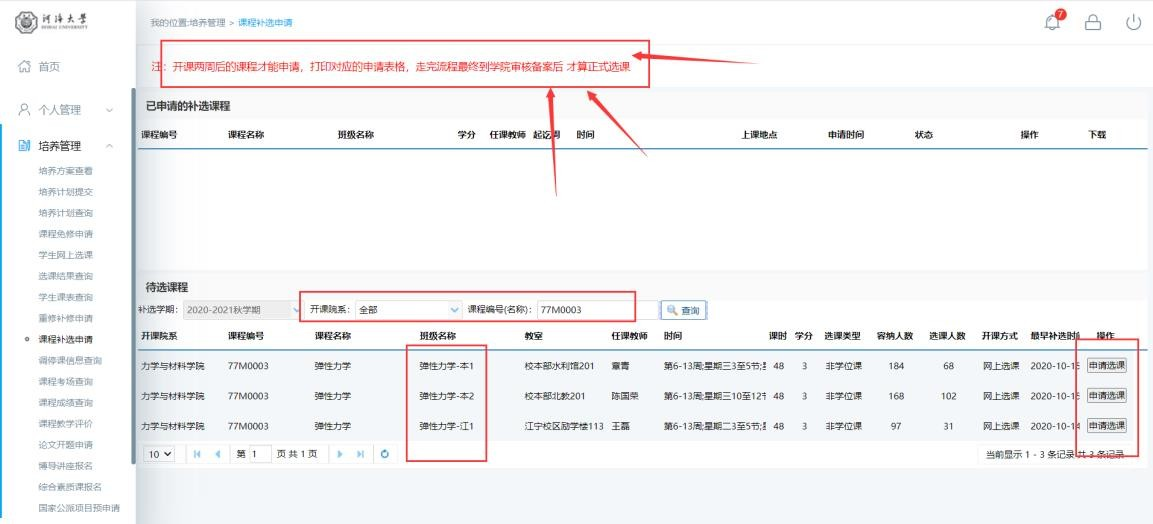 河海大学
HOHAI UNIVERSITY
我的位置:培养管理 > 课程补选申请
7
首页
个人管理
培养管理
培养方案查看
培养计划提交
培养计划查询
课程免修申请
学生网上选课
选课结果查询
学生课表查询
重修补修申请
课程补选申请
调停课信息查询
课程考场查询
课程成绩查询
课程教学评价
论文开题申请
博导讲座报名
综合素质课报名
国家公派项目预申请
注：开课两周后的课程才能申请，打印对应的申请表格，走完流程最终到学院审核备案后 才算正式选课
已申请的补选课程
课程编号 课程名称 班级名称 学分 任课教师 起讫周 时间 上课地点 申请时间 状态 操作 下载
待选课程
补选学期: 2020-2021秋学期 开课院系: 全部 课程编号(名称): 77M0003 查询
开课院系 课程编号 课程名称 班级名称 教室 任课教师 时间 课时 学分 选课类型 容纳人数 选课人数 开课方式 最早补选时间 操作
力学与材料学院 77M0003 弹性力学 弹性力学-本1 校本部水利馆201 章青 第6-13周;星期三3至5节; 48 3 非学位课 184 68 网上选课 2020-10-15 申请选课
力学与材料学院 77M0003 弹性力学 弹性力学-本2 校本部北教201 陈国荣 第6-13周;星期三10至12节 48 3 非学位课 168 102 网上选课 2020-10-15 申请选课
力学与材料学院 77M0003 弹性力学 弹性力学-江1 江宁校区励学楼113 王磊 第6-13周;星期二3至5节; 48 3 非学位课 97 31 网上选课 2020-10-14 申请选课
10 第 1 页 共 1 页 当前显示 1 - 3 条记录 共 3 条记录